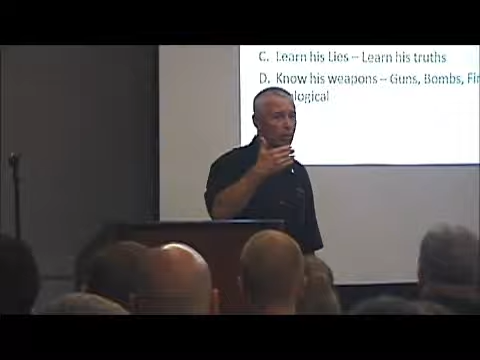 C. Learn his Lies – Learn his truths
D. Know his weapons – Guns, Bombs, Fi
ological